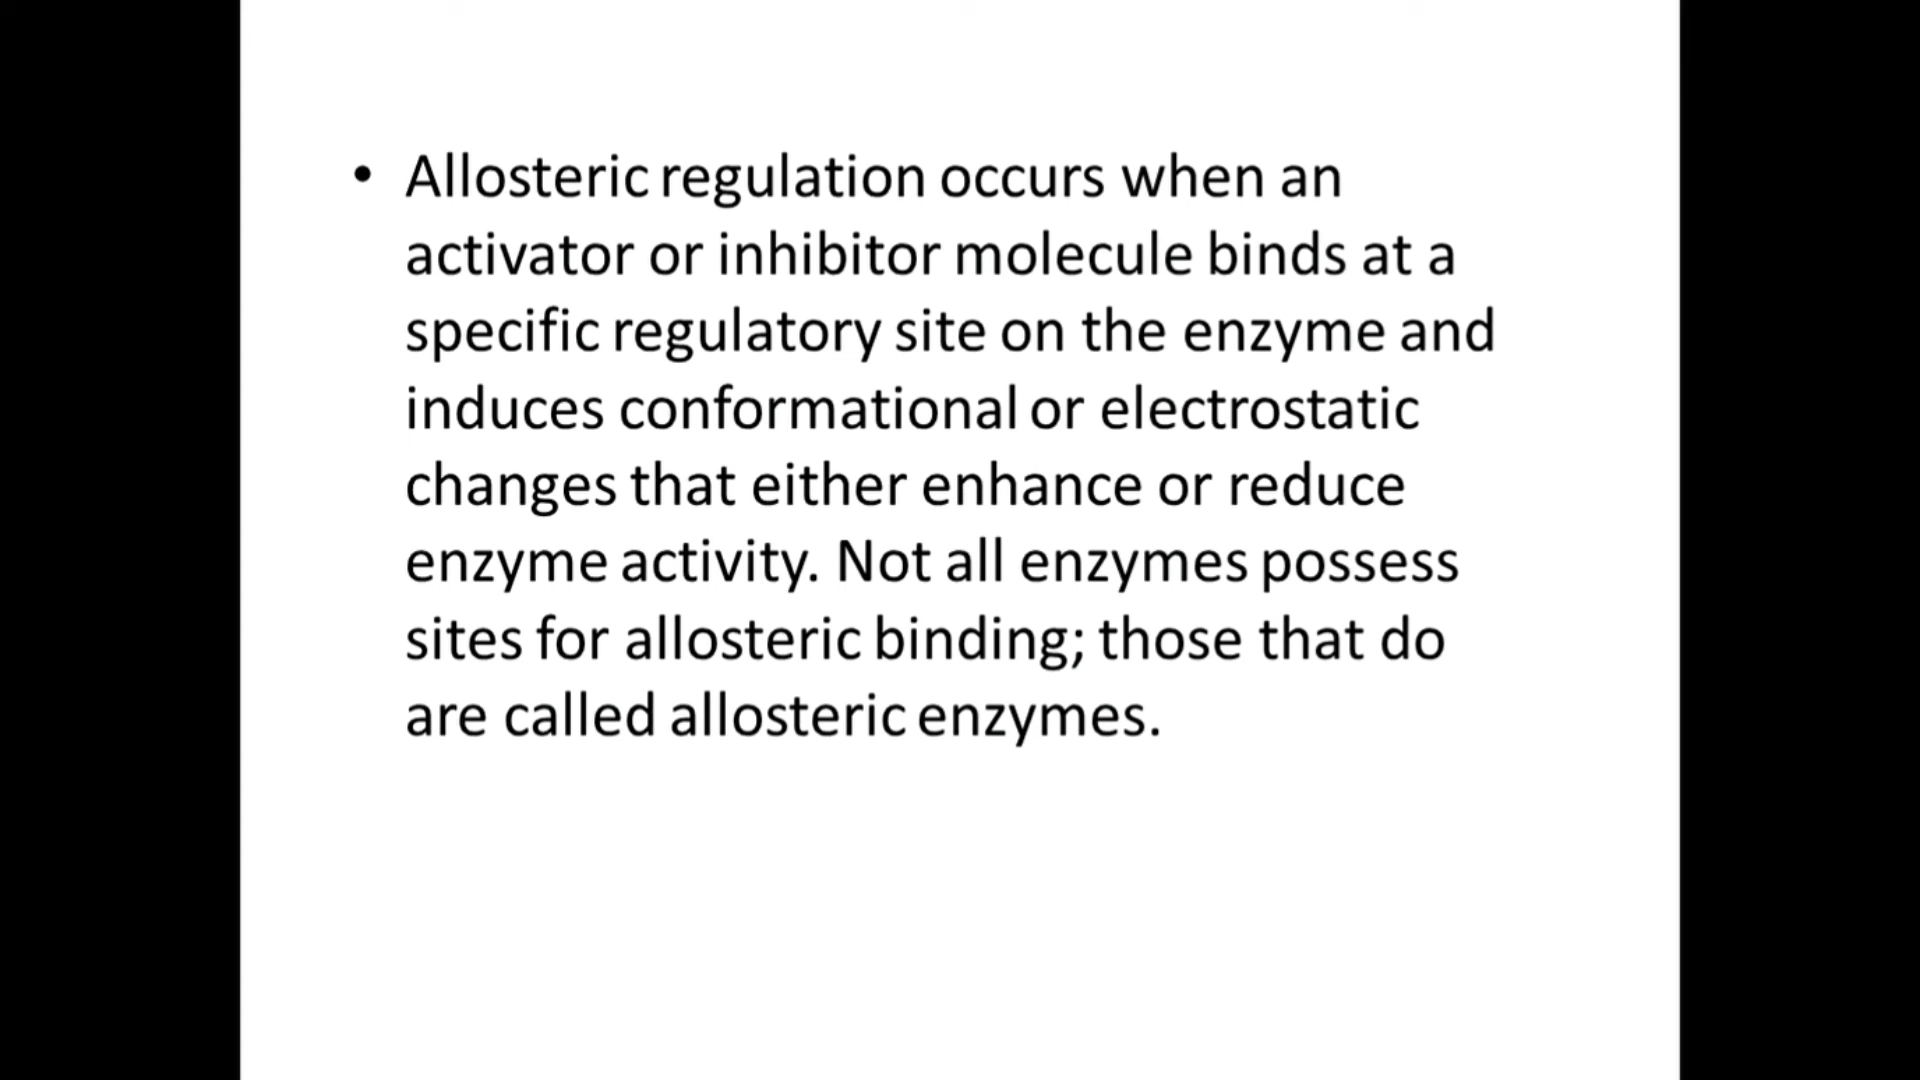 • Allosteric regulation occurs when an
activator or inhibitor molecule binds at a
specific regulatory site on the enzyme and
induces conformational or electrostatic
changes that either enhance or reduce
enzyme activity. Not all enzymes possess
sites for allosteric binding; those that do
are called allosteric enzymes.